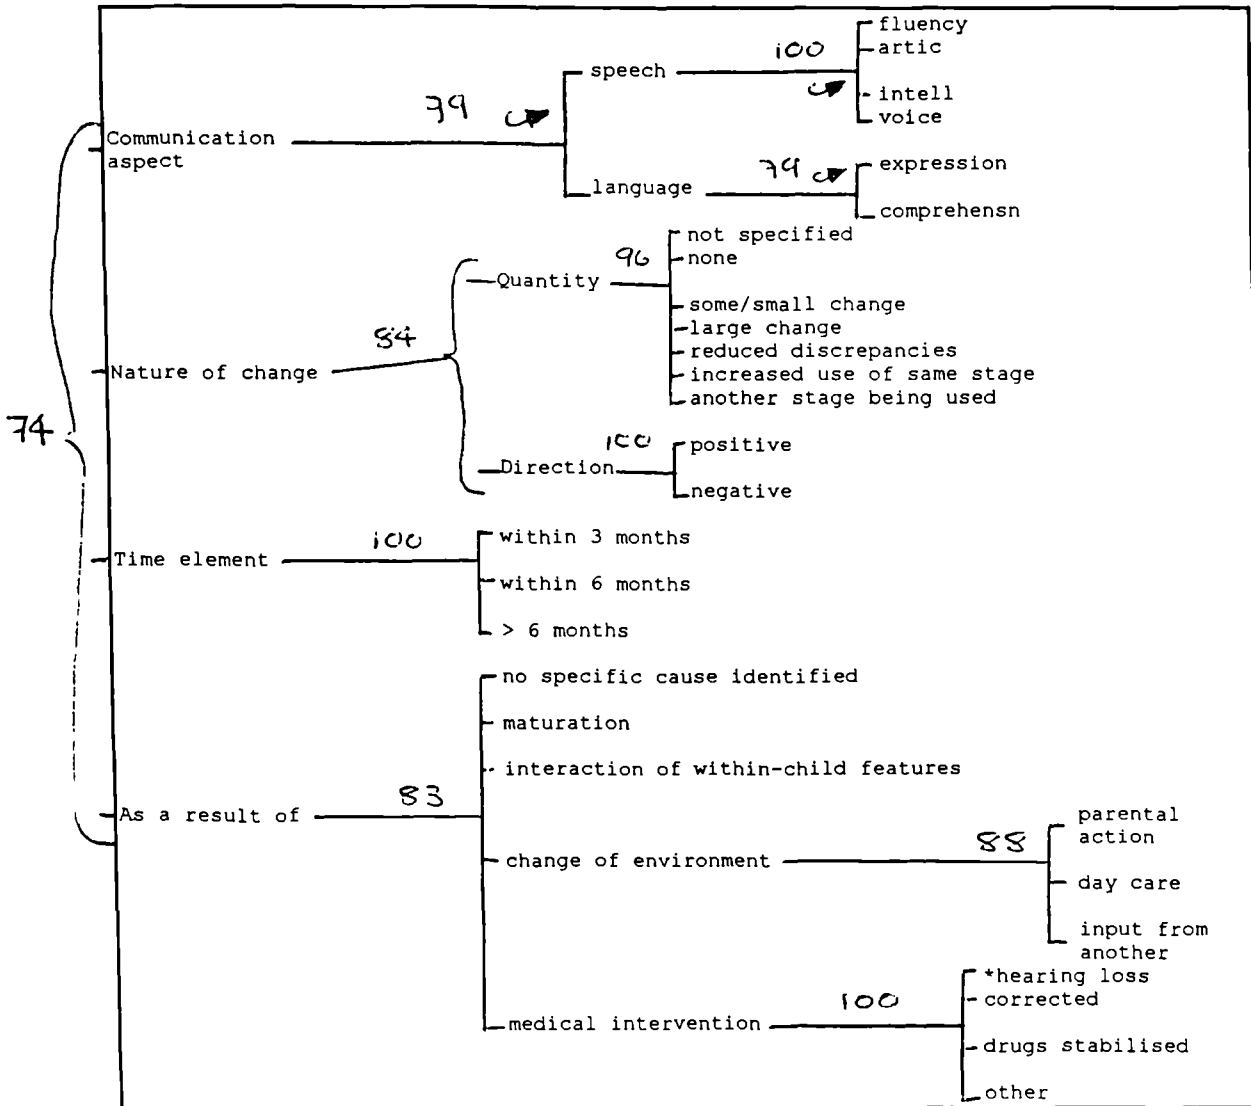 fluency
100
artic
speech
intell
79
voice
Communication
aspect
79
expression
language
comprehensn
not specified
96
none
Quantity
some/small change
84
large change
reduced discrepancies
Nature of change
increased use of same stage
another stage being used
74
100
positive
Direction
negative
100
within 3 months
Time element
within 6 months
> 6 months
no specific cause identified
maturation
interaction of within-child features
83
As a result of
parental
action
88
change of environment
day care
input from
another
*hearing loss
100
corrected
medical intervention
drugs stabilised
other